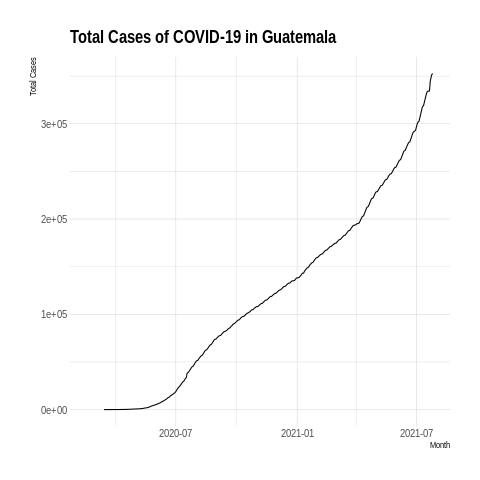 Total Cases of COVID-19 in Guatemala
Total Cases
3e+05
2e+05
1e+05
0e+00
2020-07 2021-01 2021-07
Month